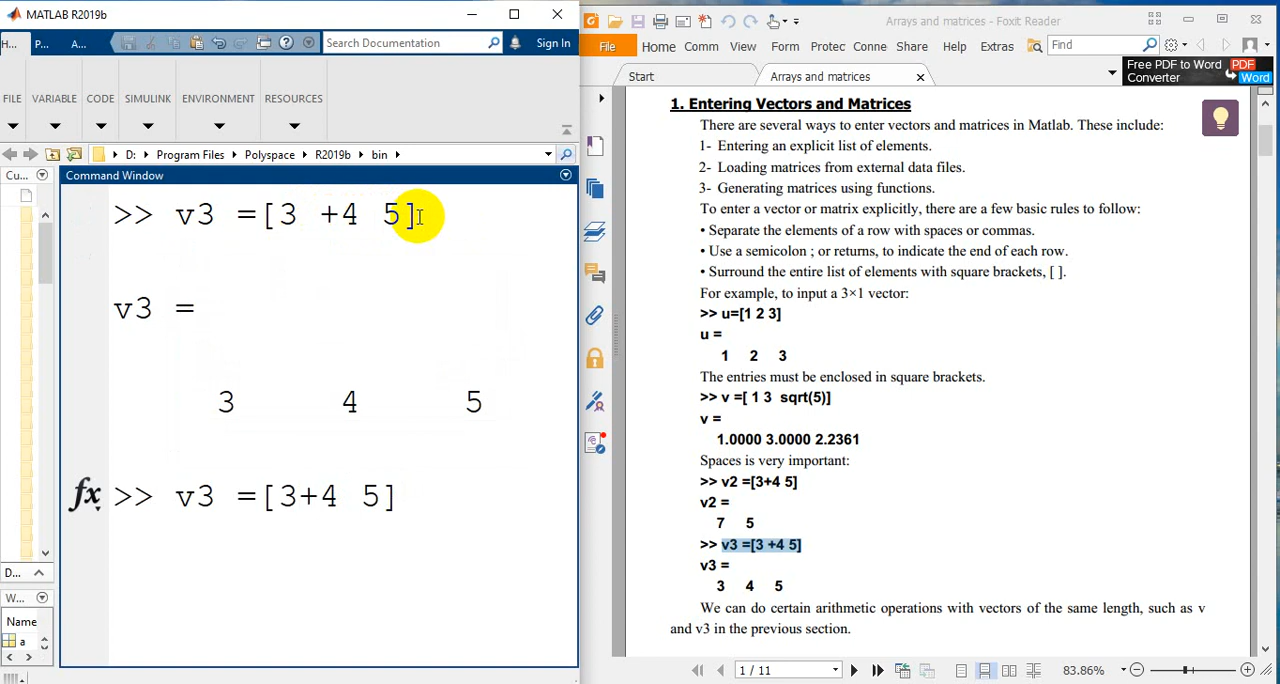 MATLAB R2019b
H... P... A... Search Documentation Sign In
FILE VARIABLE CODE SIMULINK ENVIRONMENT RESOURCES
D: Program Files Polyspace R2019b bin
Cu...
D...
W...
Name
a
Command Window
>> v3 =[3 +4 5]
v3 =
3 4 5
fx >> v3 =[3+4 5]
Arrays and matrices - Foxit Reader
File Home Comm View Form Protec Conne Share Help Extras Find
Start Arrays and matrices
Free PDF to Word PDF
Converter Word
1. Entering Vectors and Matrices
There are several ways to enter vectors and matrices in Matlab. These include:
1- Entering an explicit list of elements.
2- Loading matrices from external data files.
3- Generating matrices using functions.
To enter a vector or matrix explicitly, there are a few basic rules to follow:
• Separate the elements of a row with spaces or commas.
• Use a semicolon ; or returns, to indicate the end of each row.
• Surround the entire list of elements with square brackets, [ ].
For example, to input a 3×1 vector:
>> u=[1 2 3]
u =
1 2 3
The entries must be enclosed in square brackets.
>> v =[ 1 3 sqrt(5)]
v =
1.0000 3.0000 2.2361
Spaces is very important:
>> v2 =[3+4 5]
v2 =
7 5
>> v3 =[3 +4 5]
v3 =
3 4 5
We can do certain arithmetic operations with vectors of the same length, such as v
and v3 in the previous section.
1 / 11 83.86%